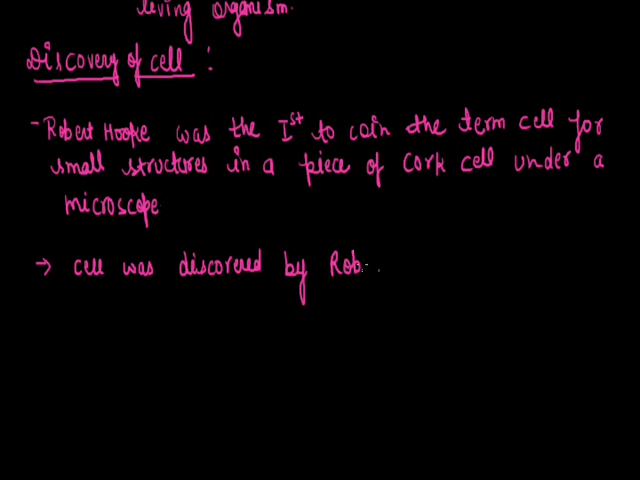 living organism.
Discovery of cell :
- Robert Hooke was the Ist to coin the term cell for
small structures in a piece of cork cell under a
microscope
→ cell was discovered by Rob